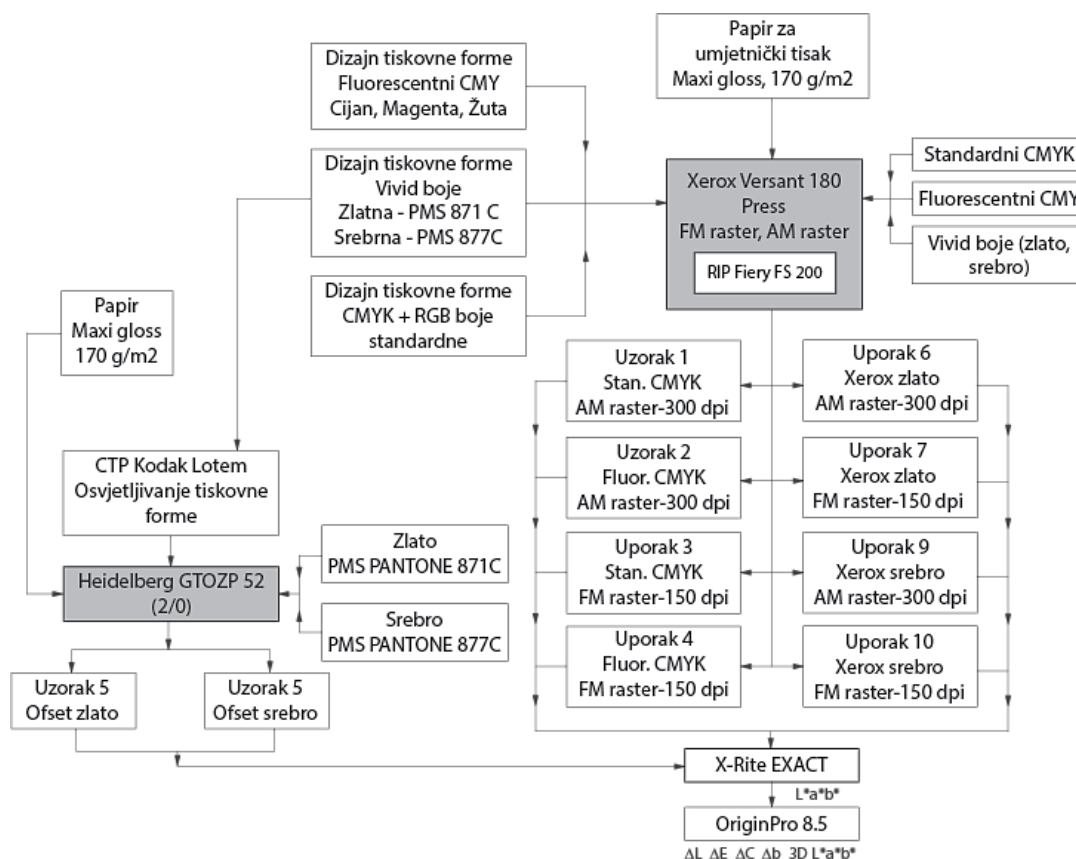 Papir za
umjetnički tisak
Maxi gloss, 170 g/m2
Dizajn tiskovne forme
Fluorescentni CMY
Cijan, Magenta, Žuta
Dizajn tiskovne forme
Vivid boje
Zlatna - PMS 871 C
Srebrna - PMS 877C
Dizajn tiskovne forme
CMYK + RGB boje
standardne
Xerox Versant 180
Press
FM raster, AM raster
RIP Fiery FS 200
Standardni CMYK
Fluorescentni CMY
Vivid boje (zlato,
srebro)
Papir
Maxi gloss
170 g/m2
CTP Kodak Lotem
Osvjetljivanje tiskovne
forme
Heidelberg GTOZP 52
(2/0)
Zlato
PMS PANTONE 871C
Srebro
PMS PANTONE 877C
Uzorak 5
Ofset zlato
Uzorak 5
Ofset srebro
Uzorak 1
Stan. CMYK
AM raster-300 dpi
Uzorak 2
Fluor. CMYK
AM raster-300 dpi
Uporak 3
Stan. CMYK
FM raster-150 dpi
Uporak 4
Fluor. CMYK
FM raster-150 dpi
Uporak 6
Xerox zlato
AM raster-300 dpi
Uporak 7
Xerox zlato
FM raster-150 dpi
Uporak 9
Xerox srebro
AM raster-300 dpi
Uporak 10
Xerox srebro
FM raster-150 dpi
X-Rite EXACT
L*a*b*
OriginPro 8.5
ΔL ΔE ΔC Δb 3D L*a*b*